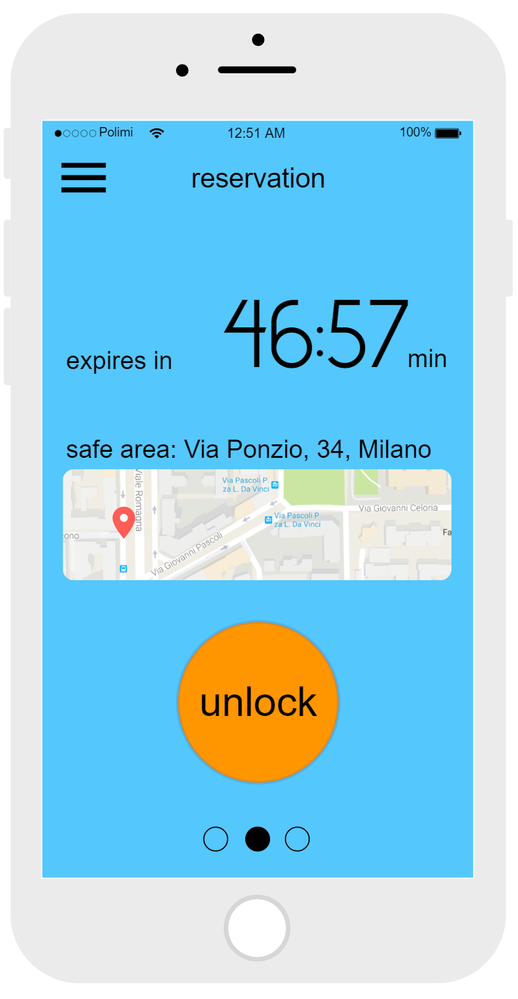 Polimi 12:51 AM 100%
reservation
46:57
expires in min
safe area: Via Ponzio, 34, Milano
Viale Romagna
Via Pascoli P.
za L. Da Vinci
Via Giovanni Celoria
Via Pascoli P.
za L. Da Vinci
Fa
cono
Via Giovanni Pascoli
unlock